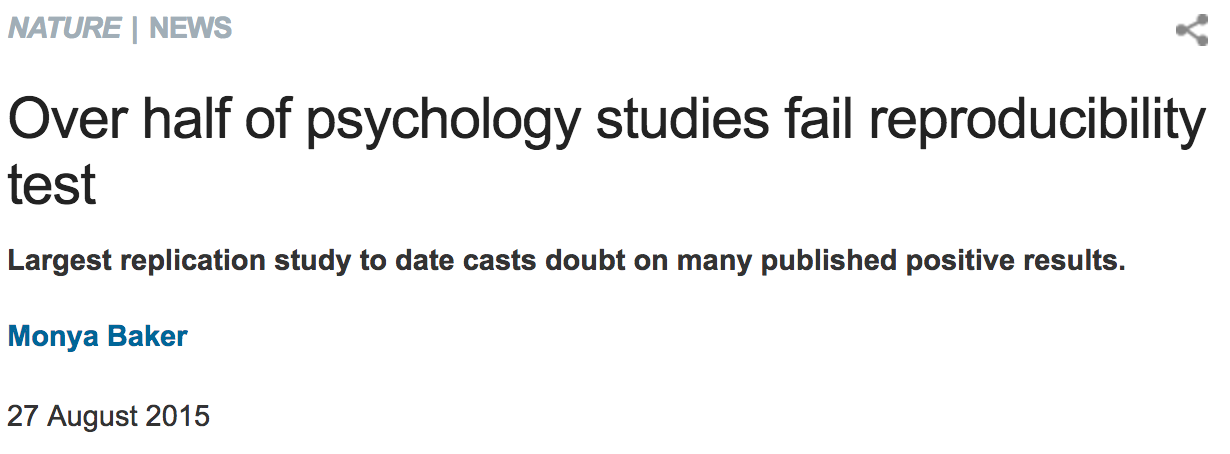 NATURE | NEWS
Over half of psychology studies fail reproducibility
test
Largest replication study to date casts doubt on many published positive results.
Monya Baker
27 August 2015